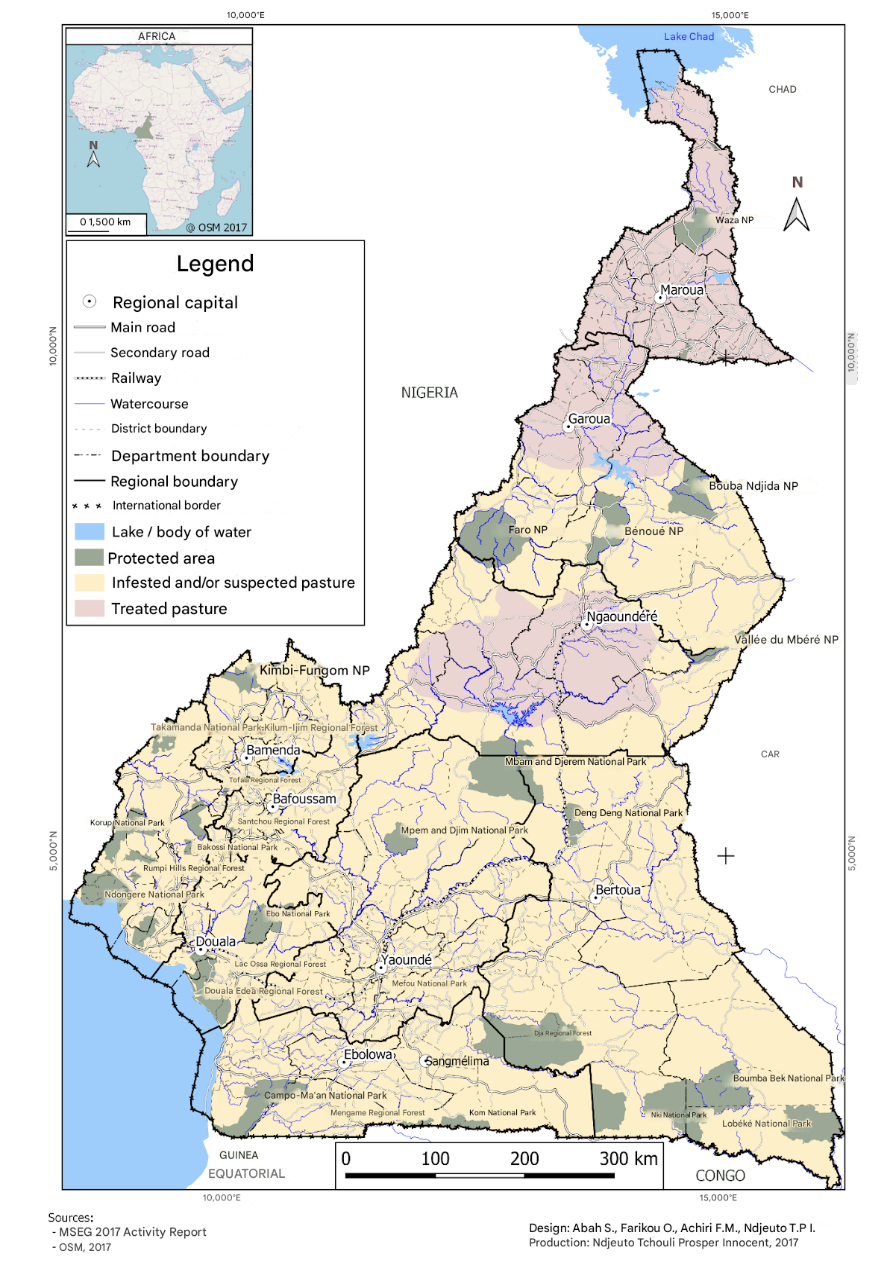 10,000°E
15,000°E
AFRICA
N
0 1,500 km
@ OSM 2017
Lake Chad
CHAD
N
Waza NP
Maroua
10,000°N
10,000°N
NIGERIA
Garoua
Bouba Ndjida NP
Faro NP
Bénoué NP
Ngaoundéré
Vallée du Mbéré NP
Legend
Regional capital
Main road
Secondary road
Railway
Watercourse
District boundary
Department boundary
Regional boundary
International border
Lake / body of water
Protected area
Infested and/or suspected pasture
Treated pasture
Kimbi-Fungom NP
Takamanda National Park
Kilum-Ijim Regional Forest
Bamenda
CAR
Mbam and Djerem National Park
Tofala Regional Forest
Bafoussam
Deng Deng National Park
Korup National Park
Santchou Regional Forest
Mpem and Djim National Park
Bakossi National Park
5,000°N
5,000°N
Rumpi Hills Regional Forest
Ndongere National Park
Bertoua
Ebo National Park
Douala
Yaoundé
Lac Ossa Regional Forest
Mefou National Park
Douala Edea Regional Forest
Dja Regional Forest
Ebolowa
Sangmélima
Boumba Bek National Park
Campo-Ma'an National Park
Mengame Regional Forest
Kom National Park
Nki National Park
Lobéké National Park
GUINEA
EQUATORIAL
0 100 200 300 km
CONGO
10,000°E
15,000°E
Sources:
- MSEG 2017 Activity Report
- OSM, 2017
Design: Abah S., Farikou O., Achiri F.M., Ndjeuto T.P I.
Production: Ndjeuto Tchouli Prosper Innocent, 2017